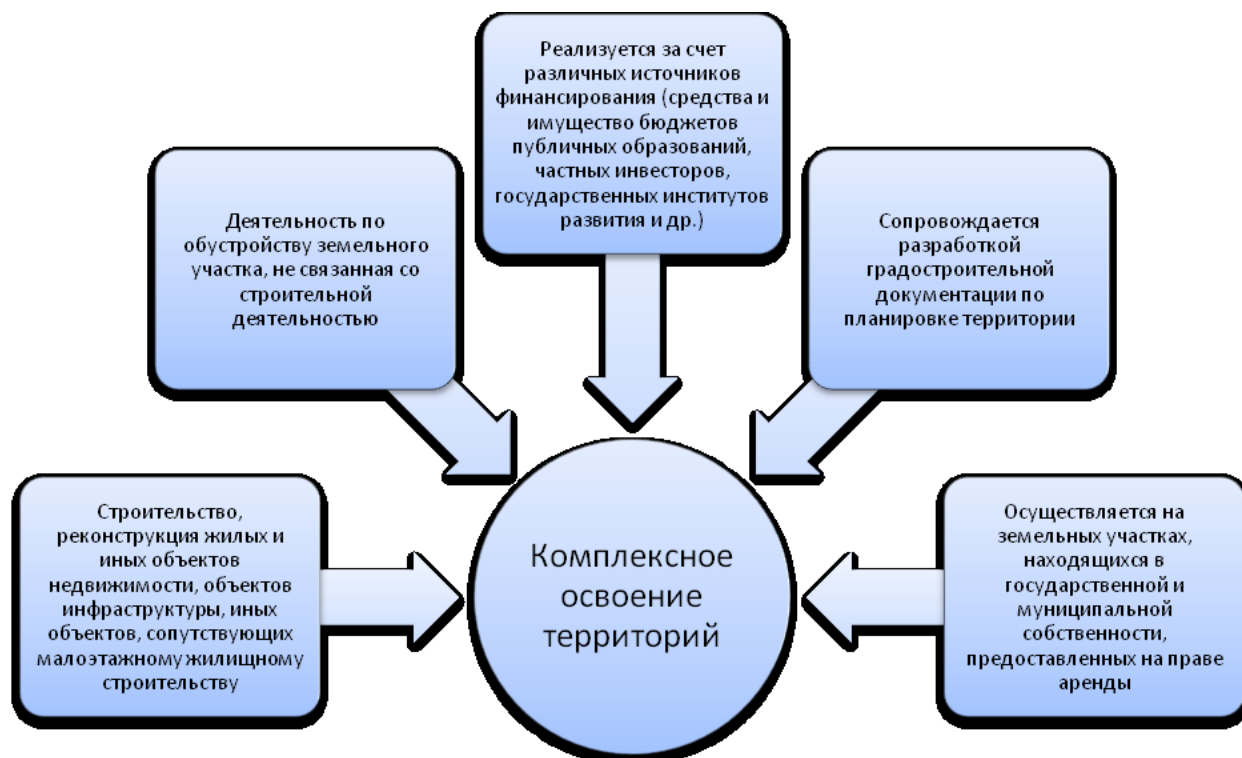 Реализуется за счет
различных источников
финансирования (средства и
имущество бюджетов
публичных образований,
частных инвесторов,
государственных институтов
развития и др.)
Деятельность по
обустройству земельного
участка, не связанная со
строительной
деятельностью
Сопровождается
разработкой
градостроительной
документации по
планировке территории
Строительство,
реконструкция жилых и
иных объектов
недвижимости, объектов
инфраструктуры, иных
объектов, сопутствующих
малоэтажному жилищному
строительству
Комплексное
освоение
территорий
Осуществляется на
земельных участках,
находящихся в
государственной и
муниципальной
собственности,
предоставленных на праве
аренды